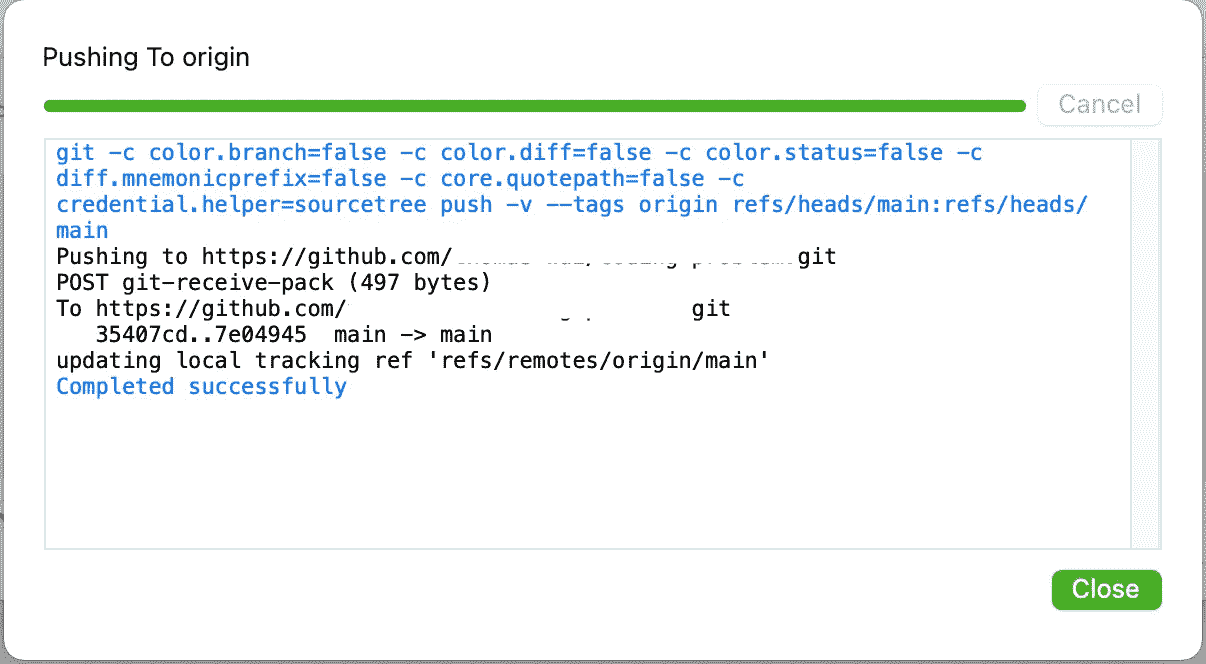 Pushing To origin
Cancel
git -c color.branch=false -c color.diff=false -c color.status=false -c
diff.mnemonicprefix=false -c core.quotepath=false -c
credential.helper=sourcetree push -v --tags origin refs/heads/main:refs/heads/
main
Pushing to https://github.com/ git
POST git-receive-pack (497 bytes)
To https://github.com/ git
35407cd..7e04945 main -> main
updating local tracking ref 'refs/remotes/origin/main'
Completed successfully
Close